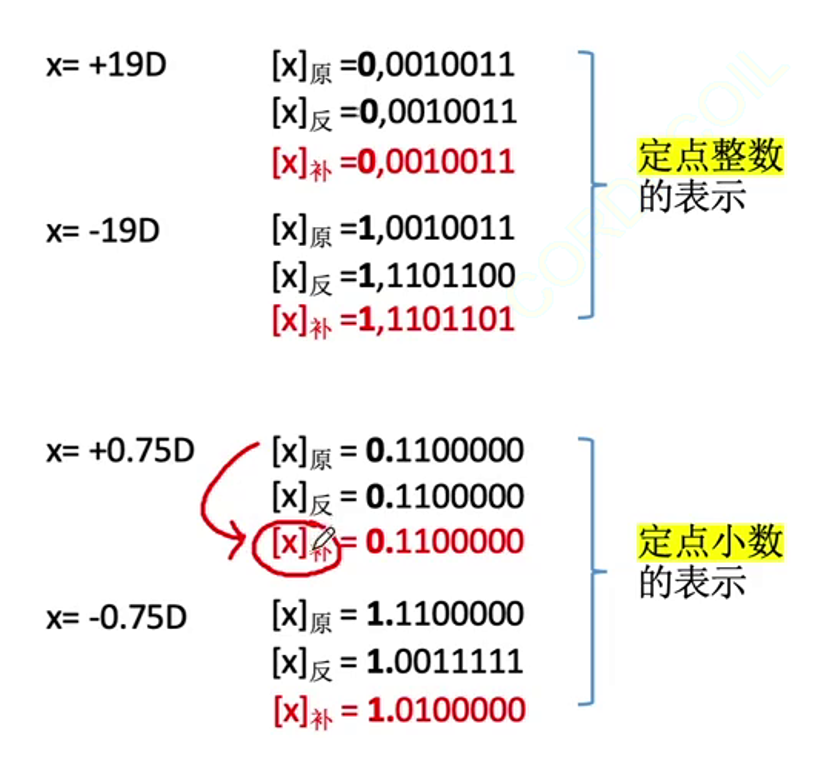 x= +19D [x]原 =0,0010011
[x]反 =0,0010011
[x]补 =0,0010011
定点整数
的表示
x= -19D [x]原 =1,0010011
[x]反 =1,1101100
[x]补 =1,1101101
x= +0.75D [x]原 = 0.1100000
[x]反 = 0.1100000
[x]补 = 0.1100000
定点小数
的表示
x= -0.75D [x]原 = 1.1100000
[x]反 = 1.0011111
[x]补 = 1.0100000